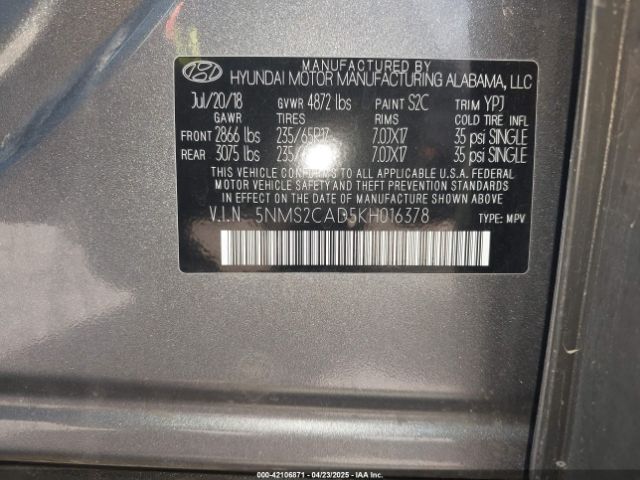 MANUFACTURED BY
HYUNDAI MOTOR MANUFACTURING ALABAMA, LLC
Jul/20/18 GVWR 4872 lbs PAINT S2C TRIM YPJ
GAWR TIRES RIMS COLD TIRE INFL
FRONT 2866 lbs 235/65R17 7.0JX17 35 psi SINGLE
REAR 3075 lbs 235/ 7.0JX17 35 psi SINGLE
THIS VEHICLE CONFORMS TO ALL APPLICABLE FEDERAL
MOTOR VEHICLE SAFETY AND THEFT PREVENTION STANDARDS
IN EFFECT IN U.S.A. ON THE DATE OF MANUFACTURE SHOWN ABOVE
V.I.N. 5NMS2CAD5KH016378 TYPE: MPV
000-42106871 - 04/23/2025 - IAA Inc.